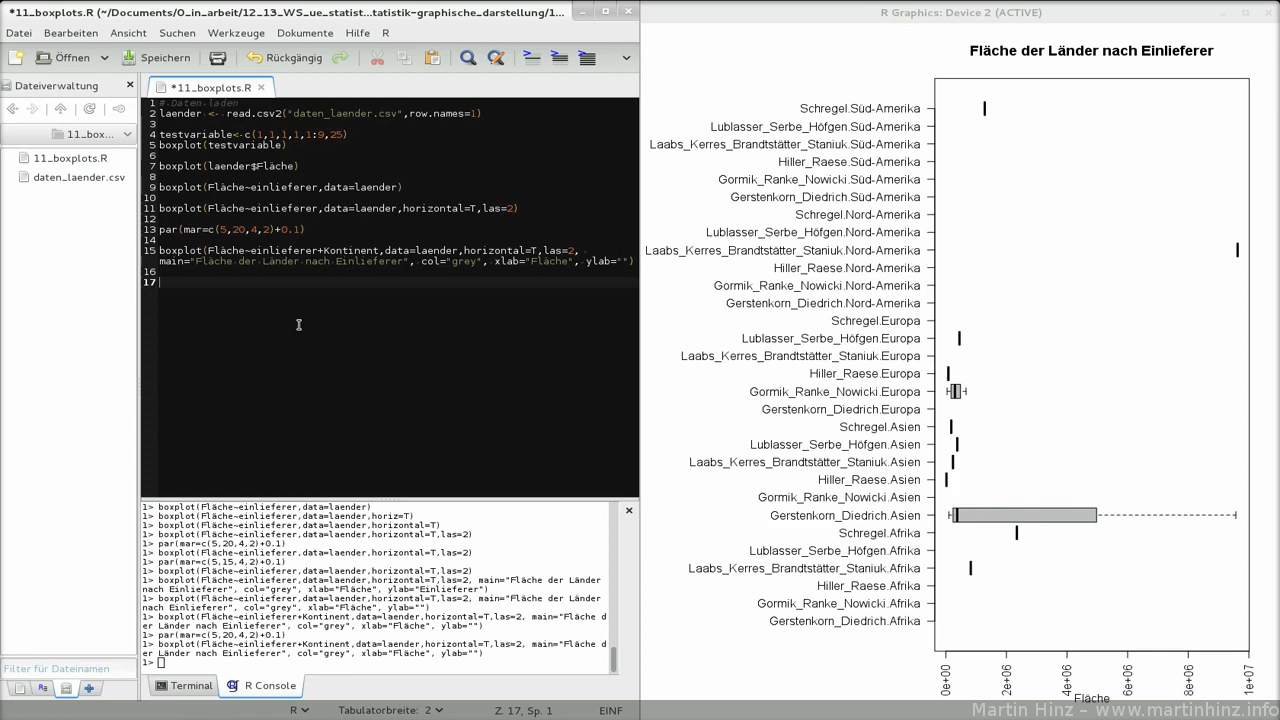 *11_boxplots.R (~/Documents/O_in_arbeit/12_13_WS_ue_statist...tatistik-graphische_darstellung/1...
Datei Bearbeiten Ansicht Suchen Werkzeuge Dokumente Hilfe R
Öffnen Speichern Rückgängig
Dateiverwaltung
11_box...
11_boxplots.R
daten_laender.csv
Filter für Dateinamen
*11_boxplots.R
1 # Daten laden
2 laender <- read.csv2("daten_laender.csv",row.names=1)
3
4 testvariable<-c(1,1,1,1,1:9,25)
5 boxplot(testvariable)
6
7 boxplot(laender$Fläche)
8
9 boxplot(Fläche~einlieferer,data=laender)
10
11 boxplot(Fläche~einlieferer,data=laender,horizontal=T,las=2)
12
13 par(mar=c(5,20,4,2)+0.1)
14
15 boxplot(Fläche~einlieferer+Kontinent,data=laender,horizontal=T,las=2,
main="Fläche der Länder nach Einlieferer", col="grey", xlab="Fläche", ylab="")
16
17
1> boxplot(Fläche~einlieferer,data=laender)
1> boxplot(Fläche~einlieferer,data=laender,horiz=T)
1> boxplot(Fläche~einlieferer,data=laender,horizontal=T)
1> boxplot(Fläche~einlieferer,data=laender,horizontal=T,las=2)
1> par(mar=c(5,20,4,2)+0.1)
1> boxplot(Fläche~einlieferer,data=laender,horizontal=T,las=2)
1> par(mar=c(5,15,4,2)+0.1)
1> boxplot(Fläche~einlieferer,data=laender,horizontal=T,las=2)
1> boxplot(Fläche~einlieferer,data=laender,horizontal=T,las=2, main="Fläche der Länder
nach Einlieferer", col="grey", xlab="Fläche", ylab="Einlieferer")
1> boxplot(Fläche~einlieferer,data=laender,horizontal=T,las=2, main="Fläche der Länder
nach Einlieferer", col="grey", xlab="Fläche", ylab="")
1> boxplot(Fläche~einlieferer+Kontinent,data=laender,horizontal=T,las=2, main="Fläche d
er Länder nach Einlieferer", col="grey", xlab="Fläche", ylab="")
1> par(mar=c(5,20,4,2)+0.1)
1> boxplot(Fläche~einlieferer+Kontinent,data=laender,horizontal=T,las=2, main="Fläche d
er Länder nach Einlieferer", col="grey", xlab="Fläche", ylab="")
1>
Terminal R Console
R Tabulatorbreite: 2 Z. 17, Sp. 1 EINF
R Graphics: Device 2 (ACTIVE)
Fläche der Länder nach Einlieferer
Schregel.Süd-Amerika
Lublasser_Serbe_Höfgen.Süd-Amerika
Laabs_Kerres_Brandtstätter_Staniuk.Süd-Amerika
Hiller_Raese.Süd-Amerika
Gormik_Ranke_Nowicki.Süd-Amerika
Gerstenkorn_Diedrich.Süd-Amerika
Schregel.Nord-Amerika
Lublasser_Serbe_Höfgen.Nord-Amerika
Laabs_Kerres_Brandtstätter_Staniuk.Nord-Amerika
Hiller_Raese.Nord-Amerika
Gormik_Ranke_Nowicki.Nord-Amerika
Gerstenkorn_Diedrich.Nord-Amerika
Schregel.Europa
Lublasser_Serbe_Höfgen.Europa
Laabs_Kerres_Brandtstätter_Staniuk.Europa
Hiller_Raese.Europa
Gormik_Ranke_Nowicki.Europa
Gerstenkorn_Diedrich.Europa
Schregel.Asien
Lublasser_Serbe_Höfgen.Asien
Laabs_Kerres_Brandtstätter_Staniuk.Asien
Hiller_Raese.Asien
Gormik_Ranke_Nowicki.Asien
Gerstenkorn_Diedrich.Asien
Schregel.Afrika
Lublasser_Serbe_Höfgen.Afrika
Laabs_Kerres_Brandtstätter_Staniuk.Afrika
Hiller_Raese.Afrika
Gormik_Ranke_Nowicki.Afrika
Gerstenkorn_Diedrich.Afrika
0e+00 2e+06 4e+06 6e+06 8e+06 1e+07
Fläche
Martin Hinz - www.martinhinz.info